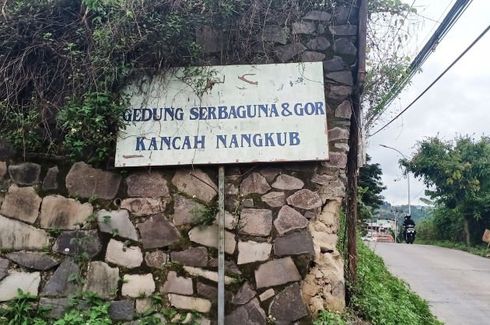 GEDUNG SERBAGUNA & GOR
KANCAH NANGKUB